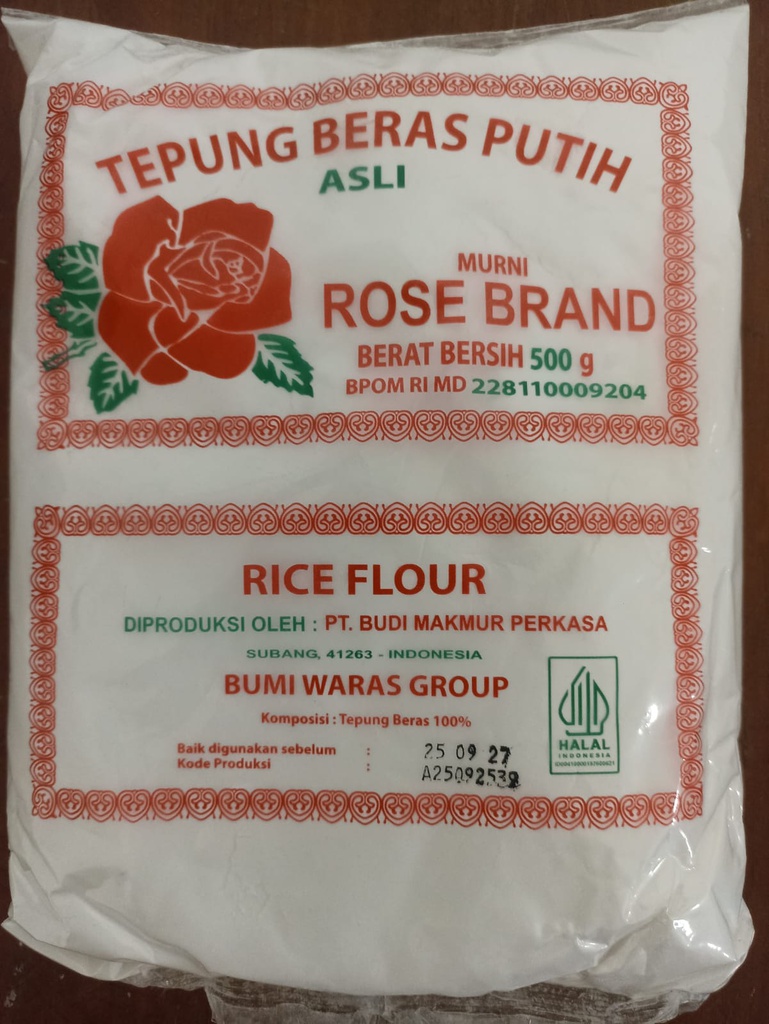 TEPUNG BERAS PUTIH
ASLI
MURNI
ROSE BRAND
BERAT BERSIH 500 g
BPOM RI MD 228110009204
RICE FLOUR
DIPRODUKSI OLEH : PT. BUDI MAKMUR PERKASA
SUBANG, 41263 - INDONESIA
BUMI WARAS GROUP
Komposisi : Tepung Beras 100%
Baik digunakan sebelum : 25 09 27
Kode Produksi :
HALAL
INDONESIA